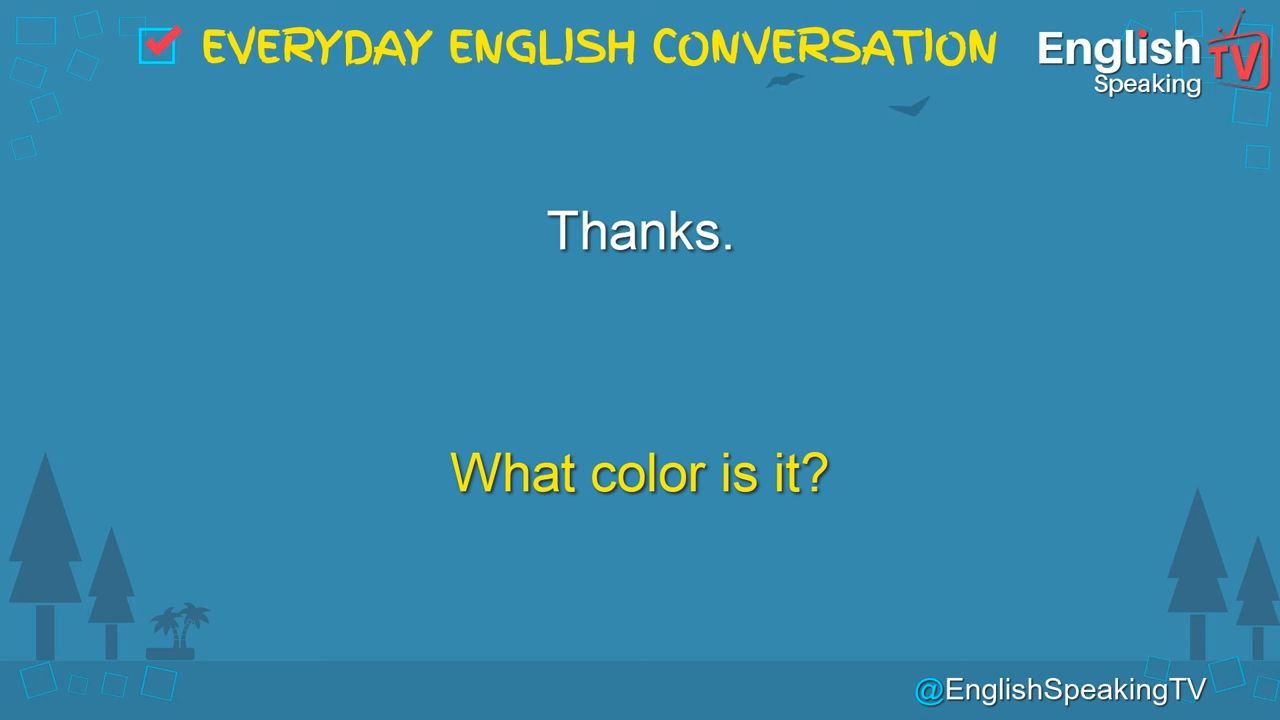 EVERYDAY ENGLISH CONVERSATION
English
Speaking
TV
Thanks.
What color is it?
@EnglishSpeakingTV